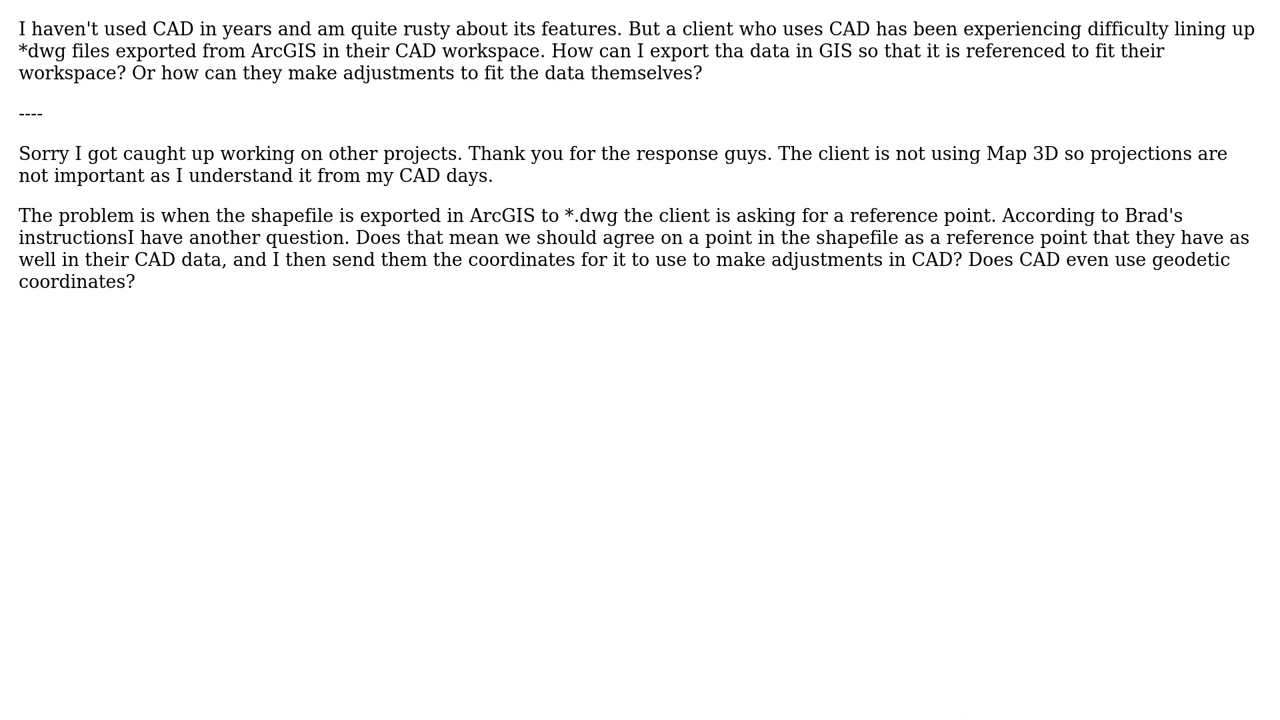 I haven't used CAD in years and am quite rusty about its features. But a client who uses CAD has been experiencing difficulty lining up
*dwg files exported from ArcGIS in their CAD workspace. How can I export tha data in GIS so that it is referenced to fit their
workspace? Or how can they make adjustments to fit the data themselves?
----
Sorry I got caught up working on other projects. Thank you for the response guys. The client is not using Map 3D so projections are
not important as I understand it from my CAD days.
The problem is when the shapefile is exported in ArcGIS to *.dwg the client is asking for a reference point. According to Brad's
instructionsI have another question. Does that mean we should agree on a point in the shapefile as a reference point that they have as
well in their CAD data, and I then send them the coordinates for it to use to make adjustments in CAD? Does CAD even use geodetic
coordinates?